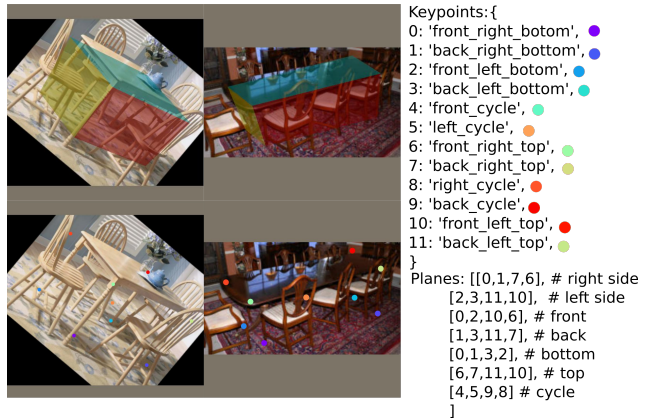 Keypoints:{
0: 'front_right_botom',
1: 'back_right_bottom',
2: 'front_left_botom',
3: 'back_left_bottom',
4: 'front_cycle',
5: 'left_cycle',
6: 'front_right_top',
7: 'back_right_top',
8: 'right_cycle',
9: 'back_cycle',
10: 'front_left_top',
11: 'back_left_top',
}
Planes: [[0,1,7,6], # right side
[2,3,11,10], # left side
[0,2,10,6], # front
[1,3,11,7], # back
[0,1,3,2], # bottom
[6,7,11,10], # top
[4,5,9,8] # cycle
]